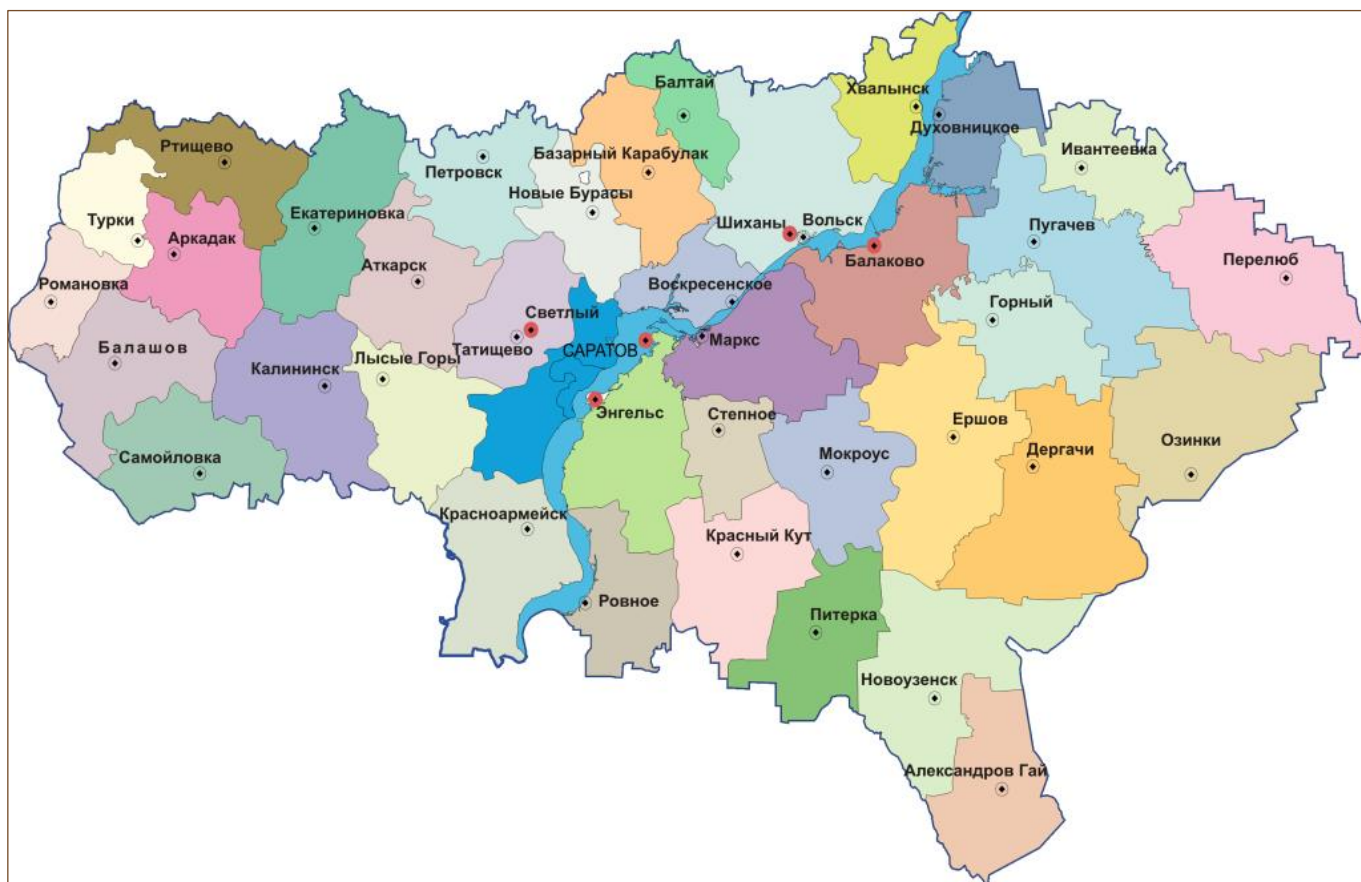 Балтай
Хвалынск
Духовницкое
Ртищево
Петровск
Базарный Карабулак
Ивантеевка
Новые Бурасы
Турки
Екатериновка
Шиханы
Вольск
Пугачев
Аркадак
Аткарск
Балаково
Перелюб
Романовка
Воскресенское
Горный
Светлый
Татищево
САРАТОВ
Маркс
Балашов
Лысые Горы
Калининск
Энгельс
Степное
Ершов
Озинки
Самойловка
Мокроус
Дергачи
Красноармейск
Красный Кут
Ровное
Питерка
Новоузенск
Александров Гай